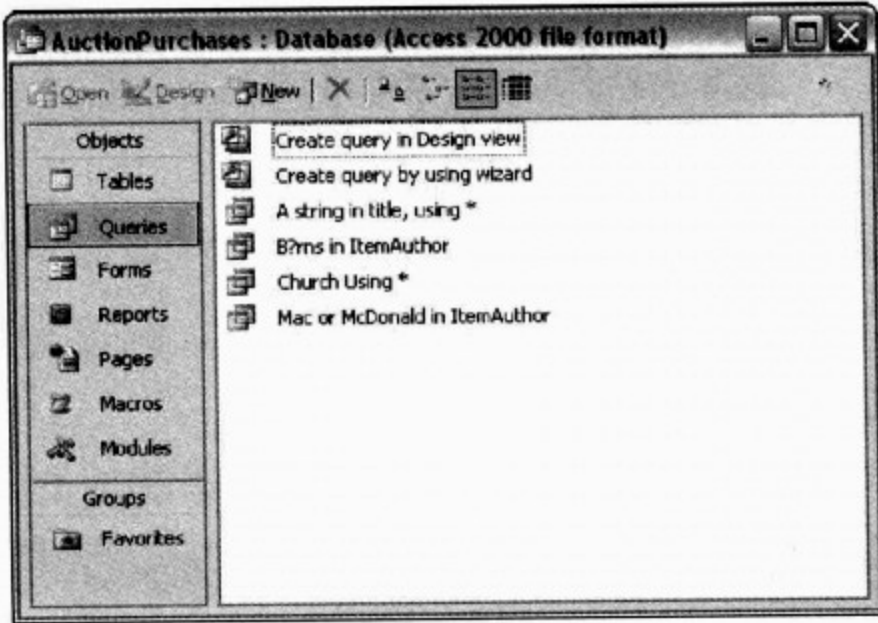 AuctionPurchases : Database (Access 2000 file format)
Open Design New
Objects
Tables
Queries
Forms
Reports
Pages
Macros
Modules
Groups
Favorites
Create query in Design view
Create query by using wizard
A string in title, using *
B?rns in ItemAuthor
Church Using *
Mac or McDonald in ItemAuthor